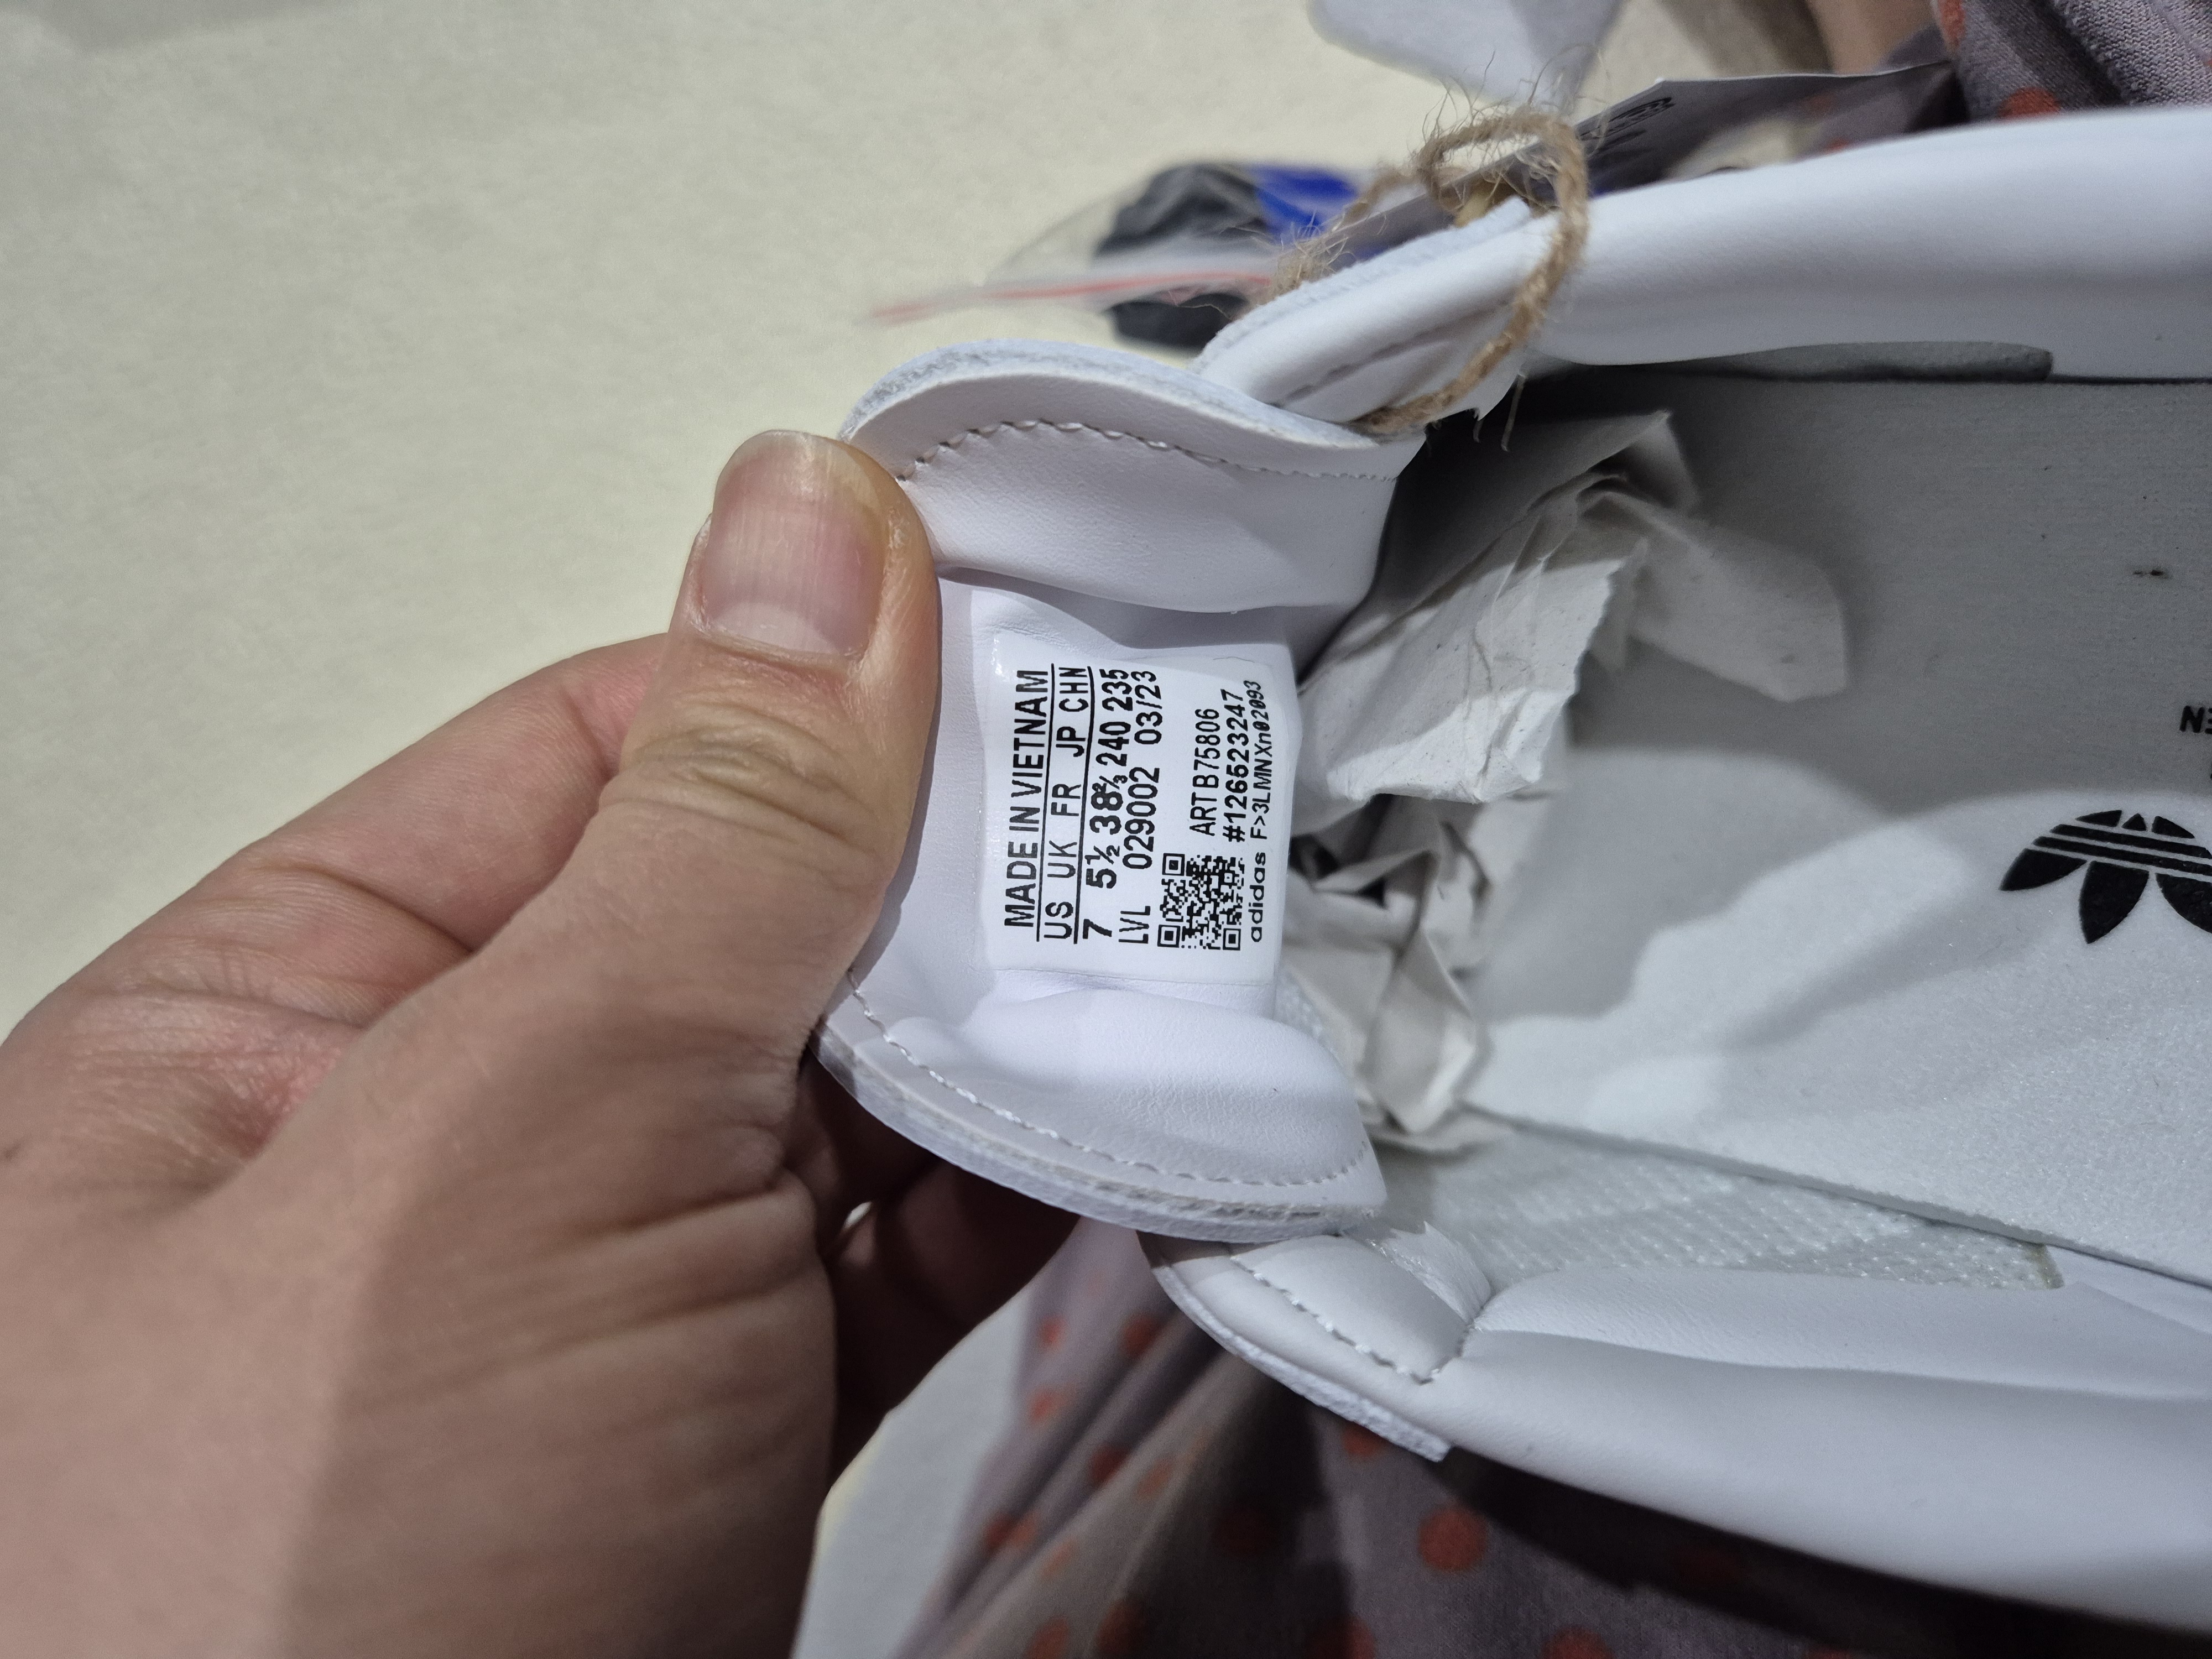 MADE IN VIETNAM
US UK FR JP CHN
7 5½ 38⅔ 240 235
LVL 029002 03/23
ART B75806
#1266523247
adidas F>3LMNXn02093